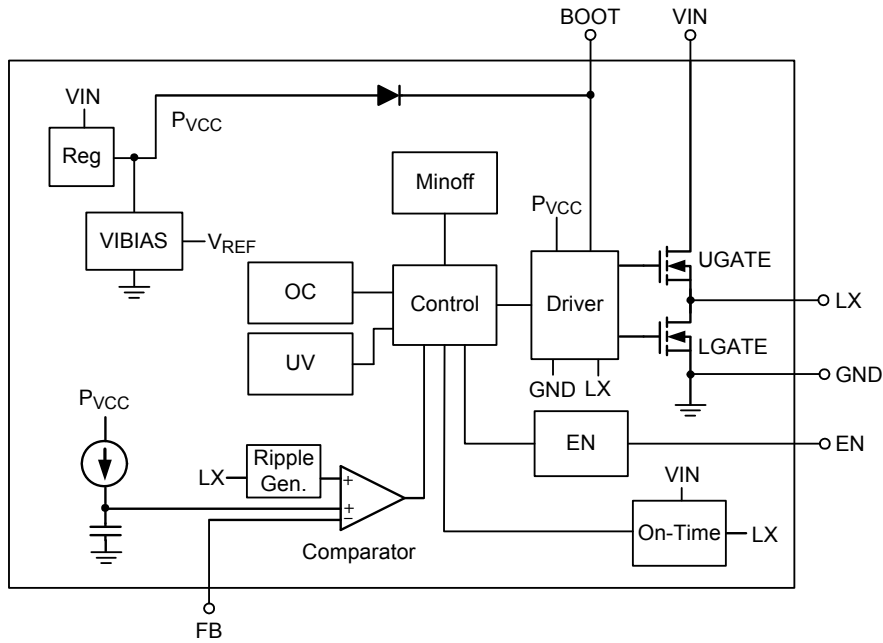 BOOT
VIN
VIN
PVCC
Reg
Minoff
PVCC
VIBIAS
VREF
UGATE
OC
Control
Driver
LX
UV
LGATE
GND
LX
GND
PVCC
EN
EN
LX
Ripple
Gen.
+
+
−
VIN
On-Time
LX
Comparator
FB